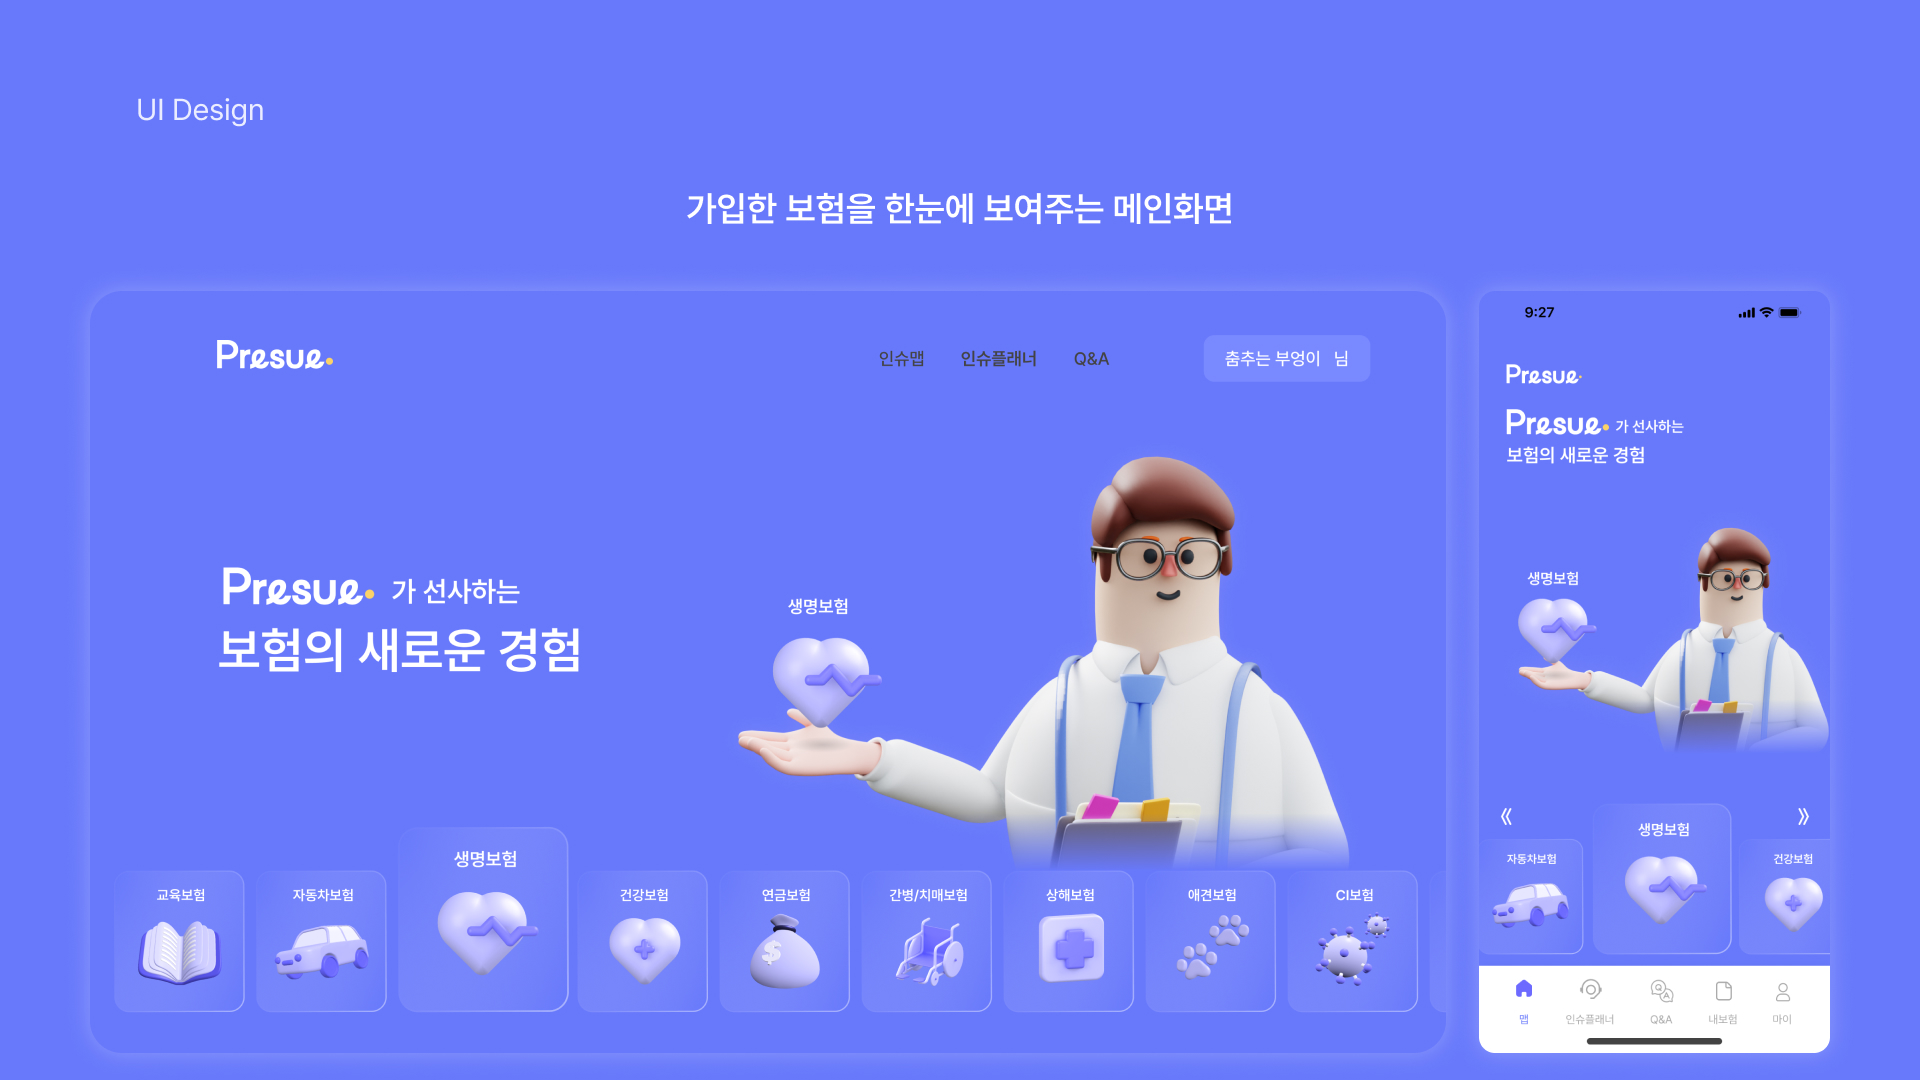 UI Design
가입한 보험을 한눈에 보여주는 메인화면
Presue.
인슈맵 인슈플래너 Q&A 춤추는 부엉이 님
Presue. 가 선사하는
보험의 새로운 경험
생명보험
교육보험
자동차보험
생명보험
건강보험
연금보험
간병/치매보험
상해보험
애견보험
CI보험
$
9:27
Presue.
Presue. 가 선사하는
보험의 새로운 경험
생명보험
자동차보험
생명보험
건강보험
Q A
맵 인슈플래너 Q&A 내보험 마이